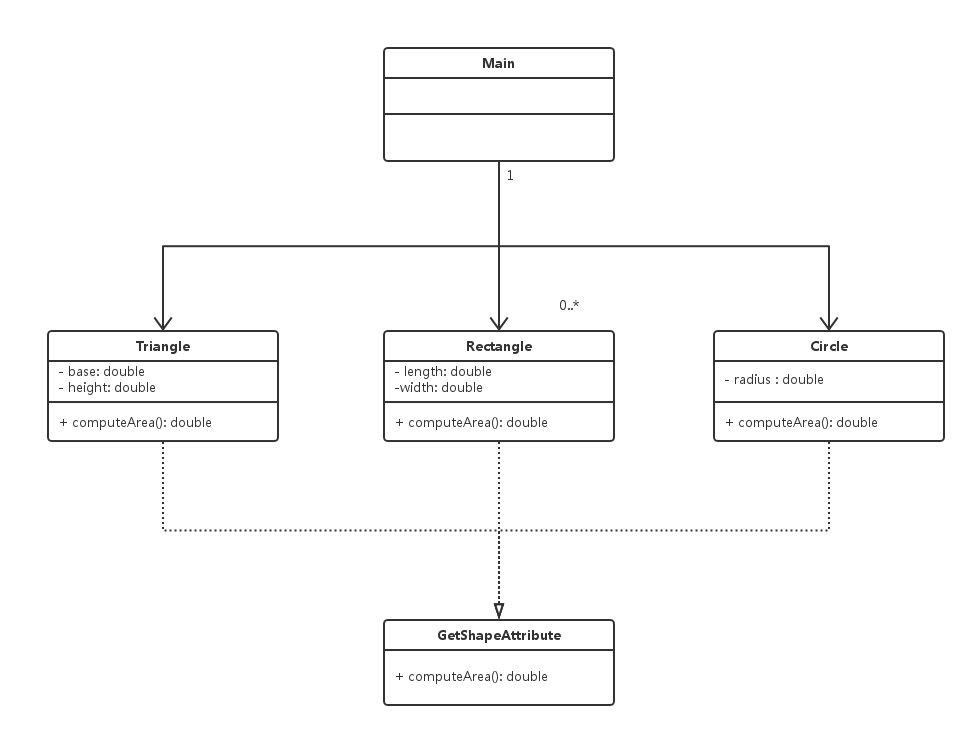 Main
1
0..*
Triangle
- base: double
- height: double
+ computeArea(): double
Rectangle
- length: double
-width: double
+ computeArea(): double
Circle
- radius : double
+ computeArea(): double
GetShapeAttribute
+ computeArea(): double